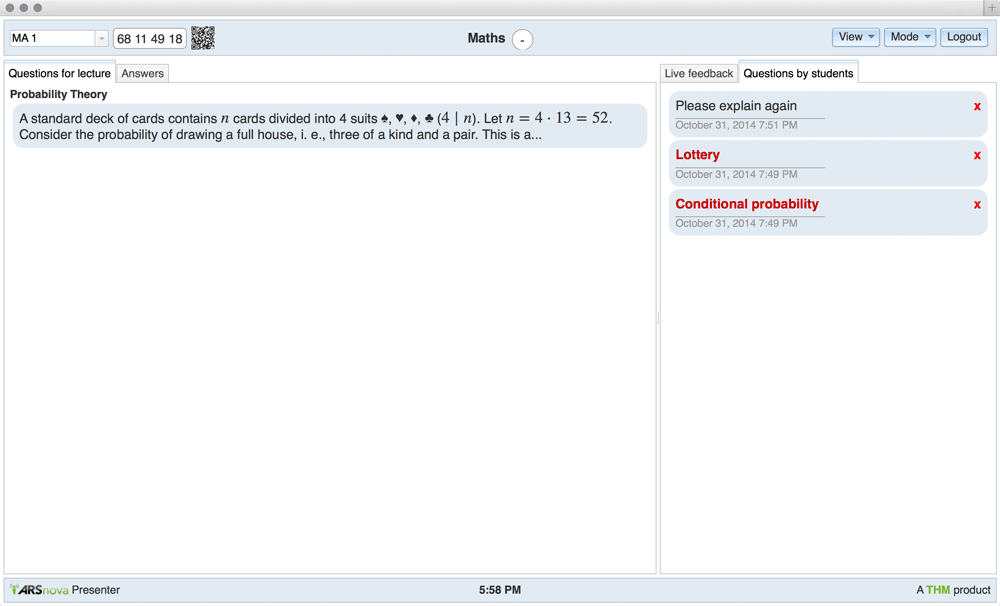 MA 1
68 11 49 18
Maths
-
View
Mode
Logout
Questions for lecture
Answers
Probability Theory
A standard deck of cards contains n cards divided into 4 suits ♠, ♥, ♦, ♣ (4 | n). Let n = 4 · 13 = 52.
Consider the probability of drawing a full house, i. e., three of a kind and a pair. This is a...
Live feedback
Questions by students
Please explain again
x
October 31, 2014 7:51 PM
Lottery
x
October 31, 2014 7:49 PM
Conditional probability
x
October 31, 2014 7:49 PM
ARSnova Presenter
5:58 PM
A THM product